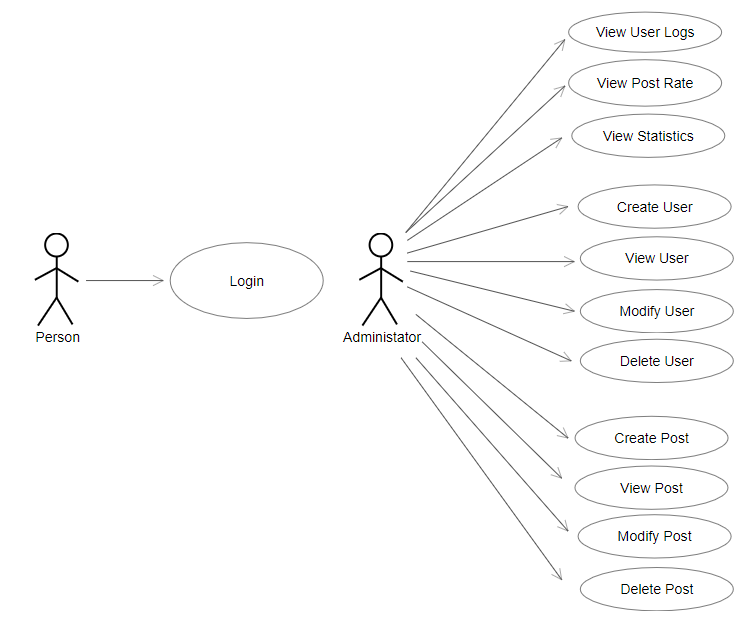 Person
Login
Administator
View User Logs
View Post Rate
View Statistics
Create User
View User
Modify User
Delete User
Create Post
View Post
Modify Post
Delete Post